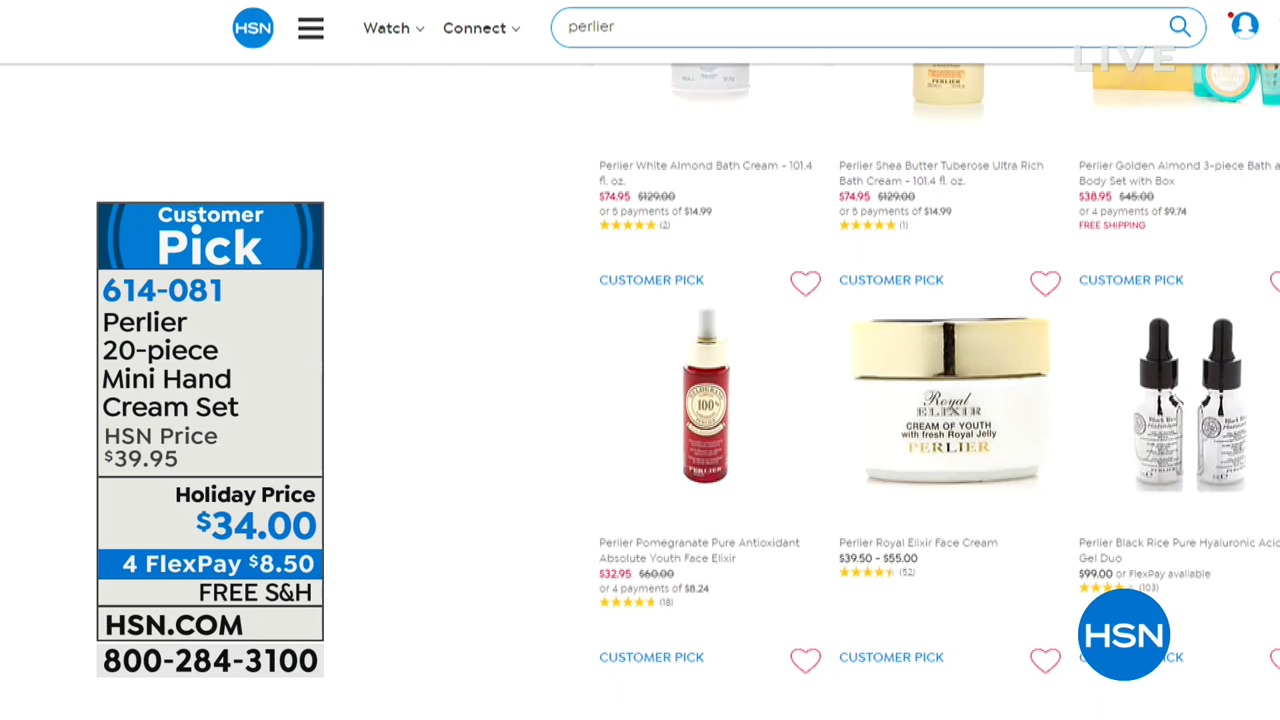 HSN
Watch
Connect
perlier
LIVE
Perlier White Almond Bath Cream - 101.4
fl. oz.
$74.95 $129.00
or 5 payments of $14.99
(2)
Perlier Shea Butter Tuberose Ultra Rich
Bath Cream - 101.4 fl. oz.
$74.95 $129.00
or 5 payments of $14.99
(1)
Perlier Golden Almond 3-piece Bath a
Body Set with Box
$38.95 $45.00
or 4 payments of $9.74
FREE SHIPPING
Customer
Pick
614-081
Perlier
20-piece
Mini Hand
Cream Set
HSN Price
$39.95
Holiday Price
$34.00
4 FlexPay $8.50
FREE S&H
HSN.COM
800-284-3100
CUSTOMER PICK
CUSTOMER PICK
CUSTOMER PICK
100%
PERLIER
Royal
ELIXIR
CREAM OF YOUTH
with fresh Royal Jelly
PERLIER
Black Rice
Perlier Pomegranate Pure Antioxidant
Absolute Youth Face Elixir
$32.95 $60.00
or 4 payments of $8.24
(18)
Perlier Royal Elixir Face Cream
$39.50 - $55.00
(52)
Perlier Black Rice Pure Hyaluronic Acid
Gel Duo
$99.00 or FlexPay available
(103)
HSN
CUSTOMER PICK
CUSTOMER PICK
CK